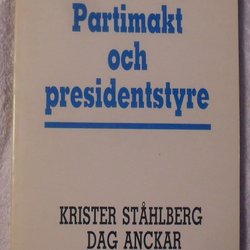 Partimakt
och
presidentstyre
KRISTER STÅHLBERG
DAG ANCKAR